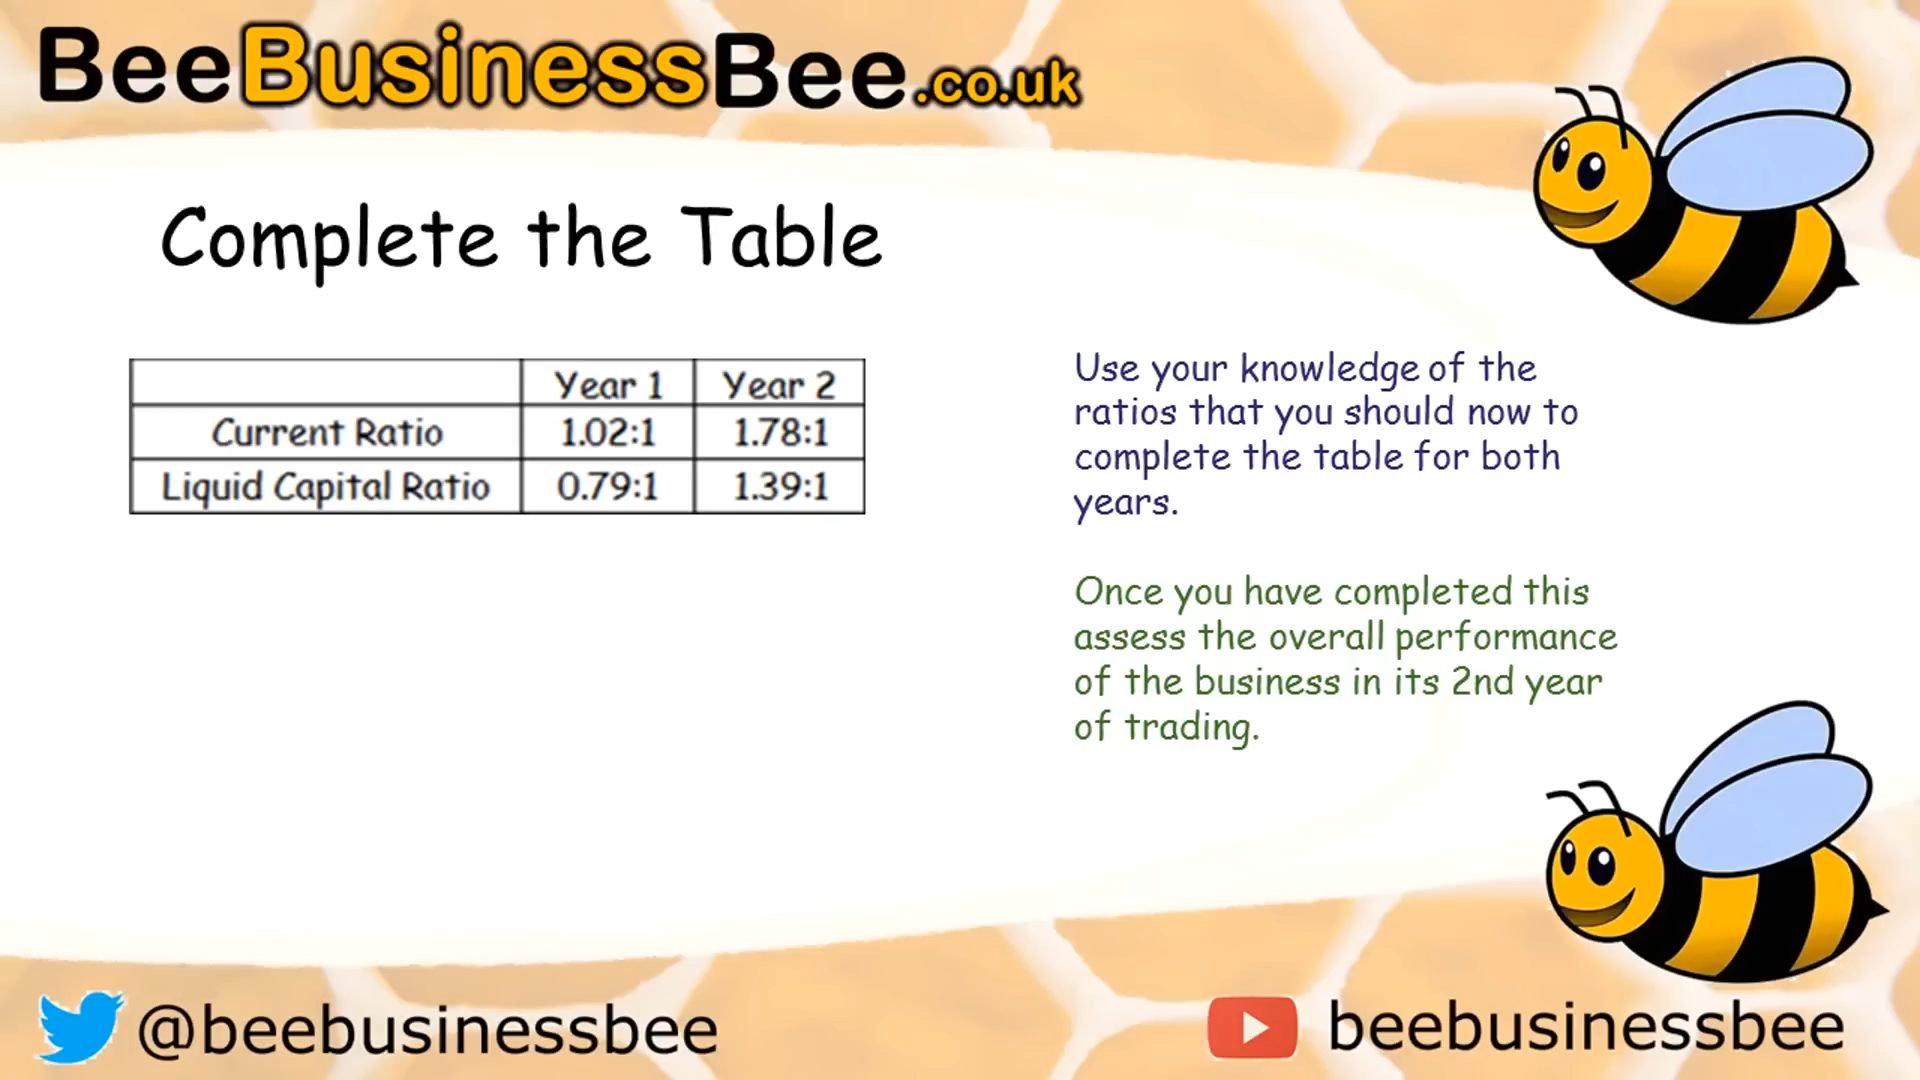 BeeBusinessBee.co.uk
Complete the Table
Year 1 Year 2
Current Ratio 1.02:1 1.78:1
Liquid Capital Ratio 0.79:1 1.39:1
Use your knowledge of the
ratios that you should now to
complete the table for both
years.
Once you have completed this
assess the overall performance
of the business in its 2nd year
of trading.
@beebusinessbee
beebusinessbee